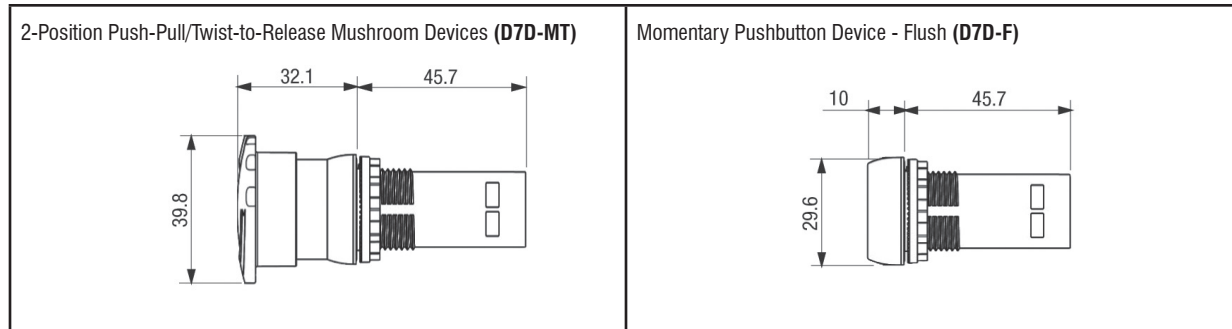 2-Position Push-Pull/Twist-to-Release Mushroom Devices (D7D-MT)
32.1 45.7
39.8
Momentary Pushbutton Device - Flush (D7D-F)
10 45.7
29.6